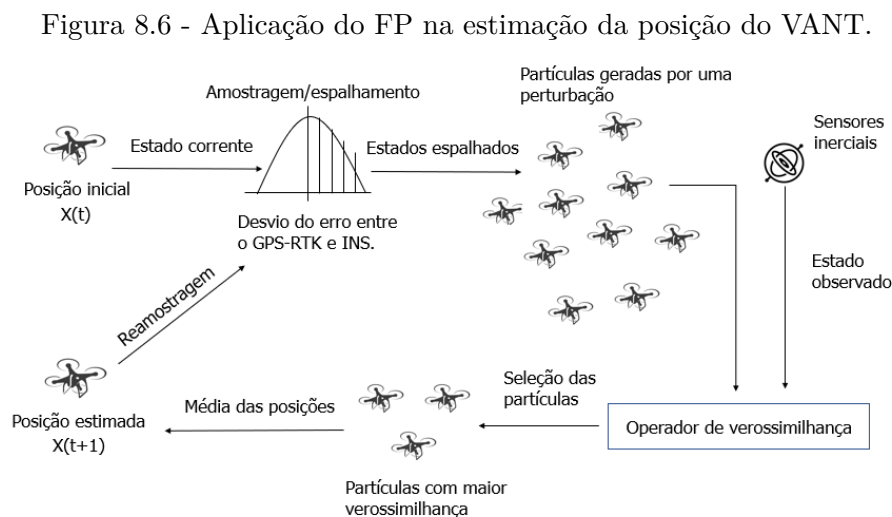 Figura 8.6 - Aplicação do FP na estimação da posição do VANT.
Partículas geradas por uma
perturbação
Amostragem/espalhamento
Sensores
inerciais
Estado corrente
Estados espalhados
Posição inicial
X(t)
Desvio do erro entre
o GPS-RTK e INS.
Estado
observado
Reamostragem
Seleção das
partículas
Média das posições
Posição estimada
X(t+1)
Operador de verossimilhança
Partículas com maior
verossimilhança